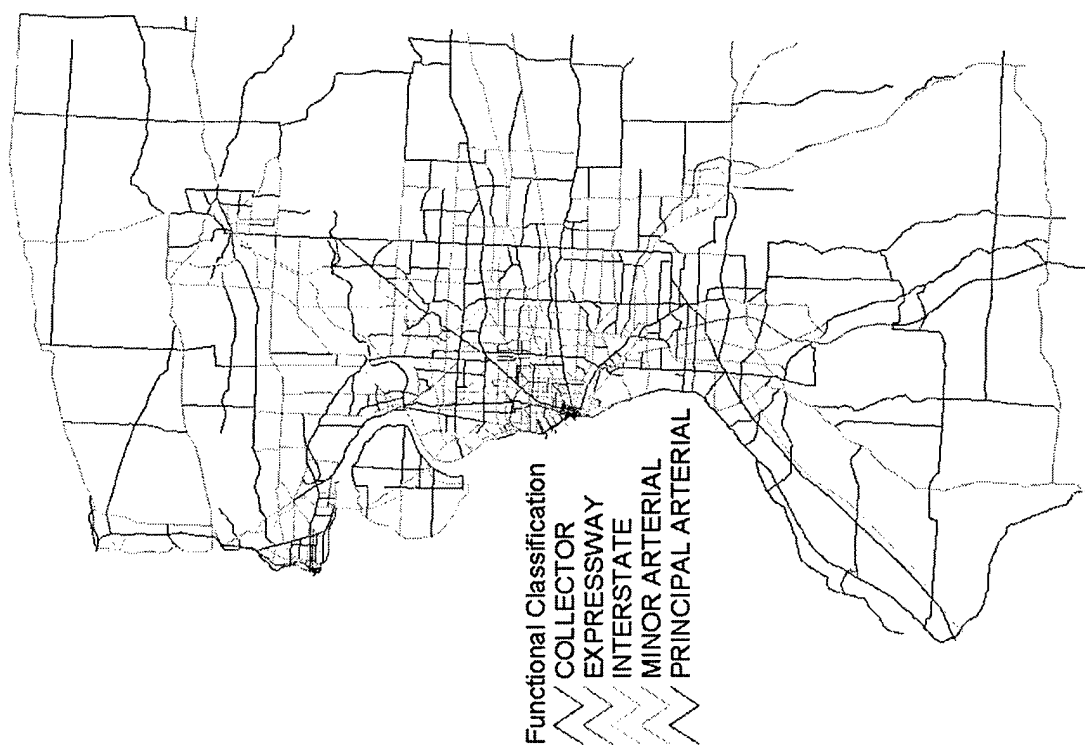 Functional Classification
COLLECTOR
EXPRESSWAY
INTERSTATE
MINOR ARTERIAL
PRINCIPAL ARTERIAL